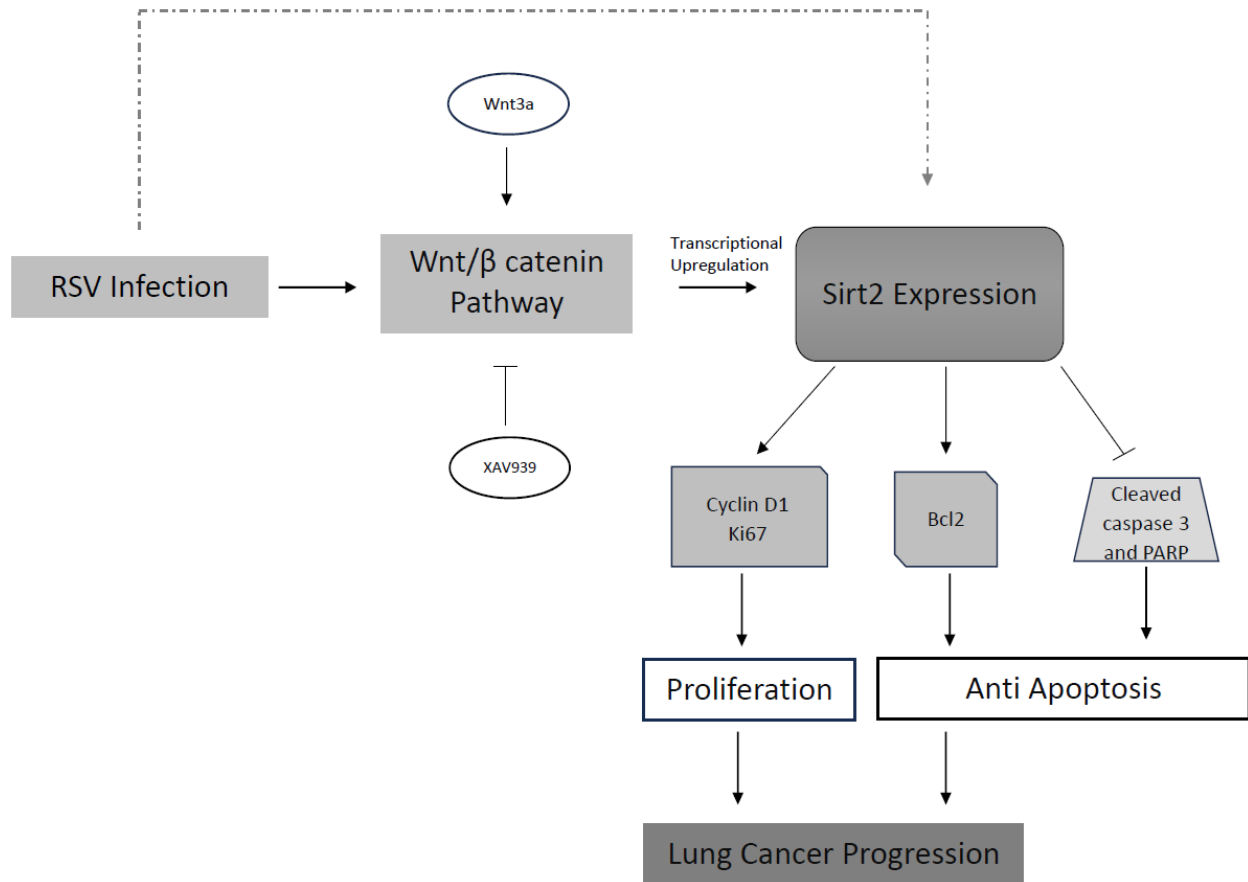 Wnt3a
RSV Infection
Wnt/β catenin
Pathway
Transcriptional
Upregulation
Sirt2 Expression
XAV939
Cyclin D1
Ki67
Bcl2
Cleaved
caspase 3
and PARP
Proliferation
Anti Apoptosis
Lung Cancer Progression